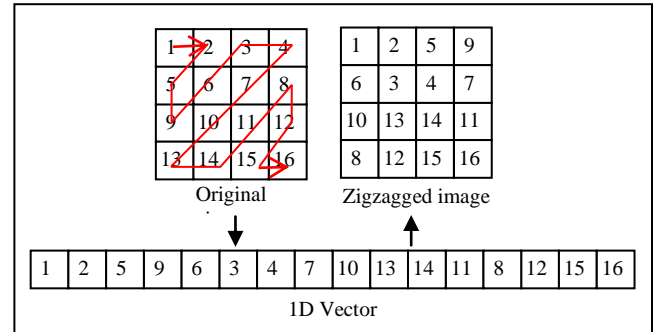 1 2 3 4
5 6 7 8
9 10 11 12
13 14 15 16
Original
1 2 5 9
6 3 4 7
10 13 14 11
8 12 15 16
Zigzagged image
1 2 5 9 6 3 4 7 10 13 14 11 8 12 15 16
1D Vector